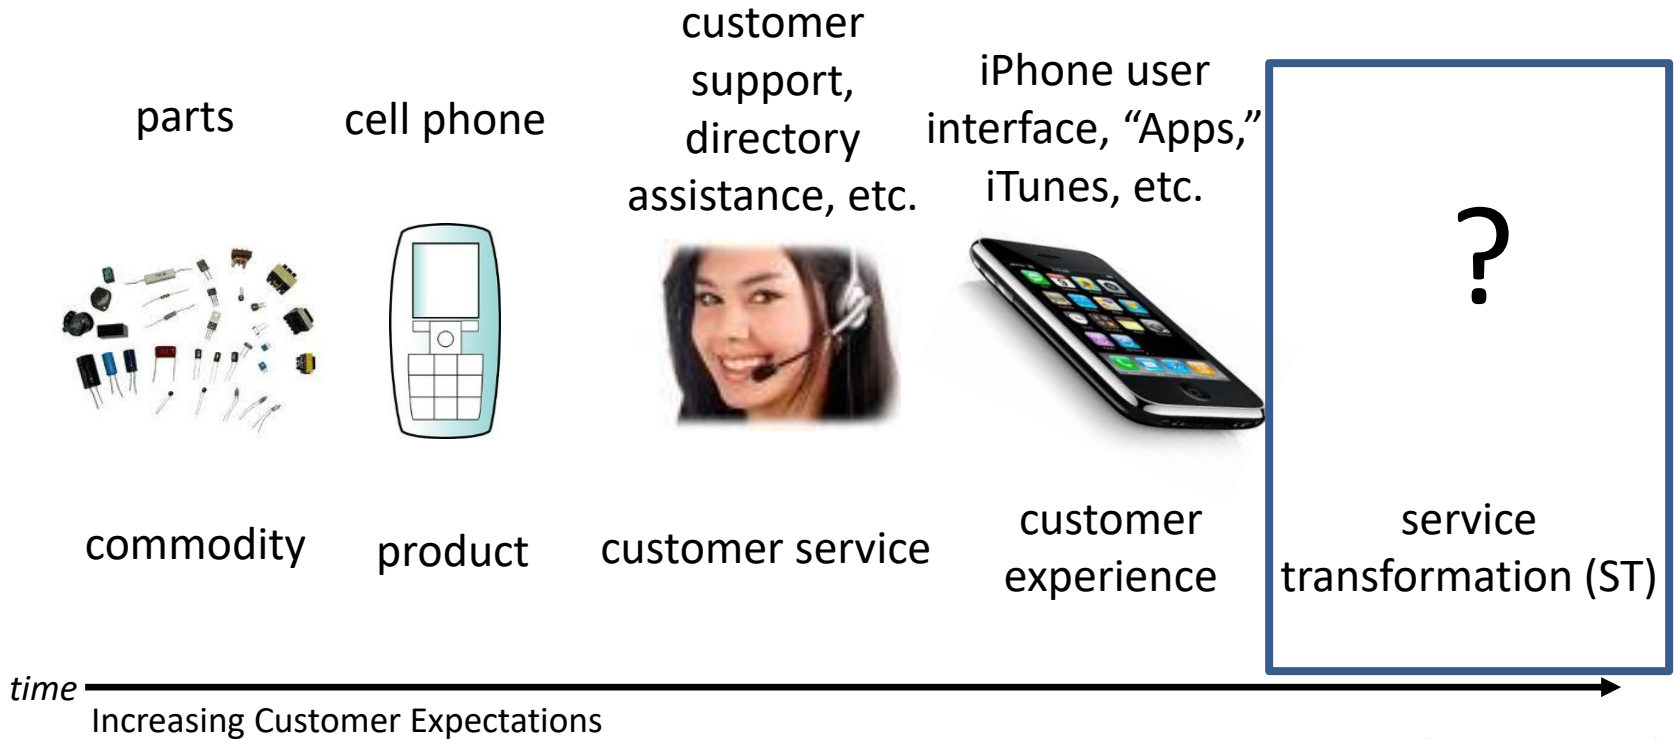 parts
cell phone
customer
support,
directory
assistance, etc.
iPhone user
interface, “Apps,”
iTunes, etc.
?
commodity
product
customer service
customer
experience
service
transformation (ST)
time
Increasing Customer Expectations